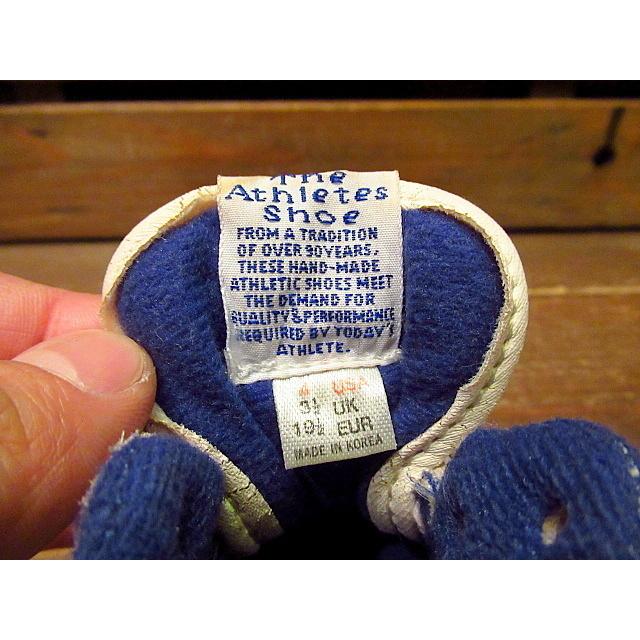 The
Athletes
Shoe
FROM A TRADITION
OF OVER 90 YEARS,
THESE HAND-MADE
ATHLETIC SHOES MEET
THE DEMAND FOR
QUALITY & PERFORMANCE
REQUIRED BY TODAY'S
ATHLETE.
4 USA
3½ UK
19½ EUR
MADE IN KOREA